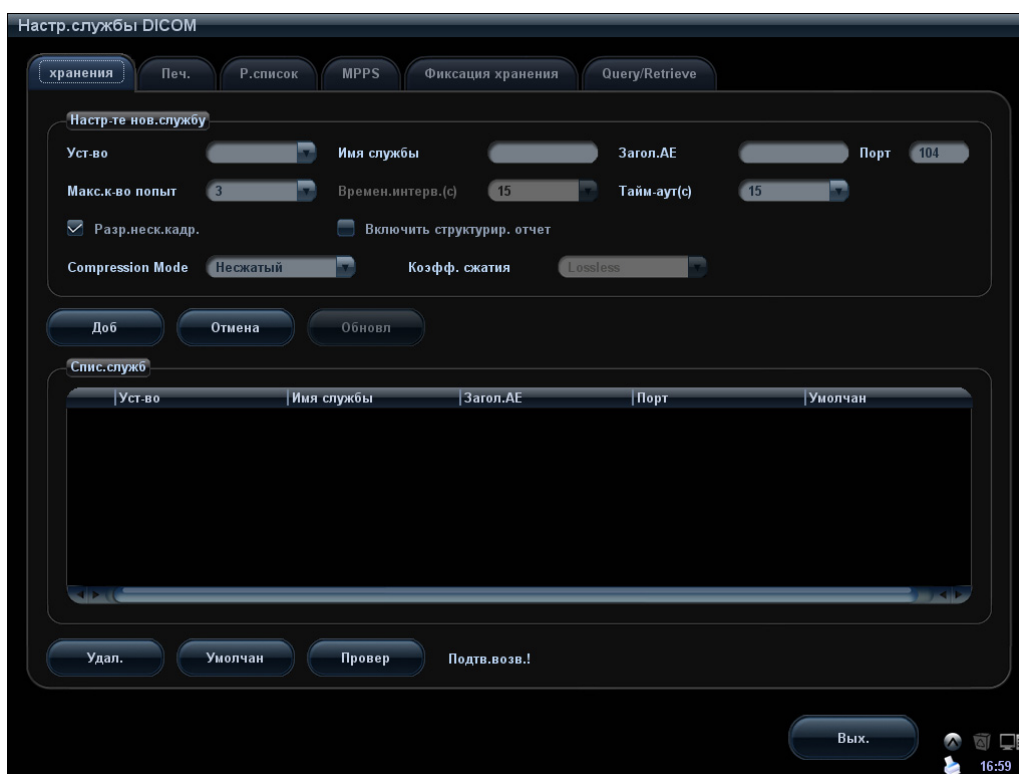 Настр.службы DICOM
хранения Печ. Р.список MPPS Фиксация хранения Query/Retrieve
Настр-те нов.службу
Уст-во Имя службы Загол.АЕ Порт 104
Макс.к-во попыт 3 Времен.интерв.(с) 15 Тайм-аут(с) 15
Разр.неск.кадр. Включить структурир. отчет
Compression Mode Несжатый Коэфф. сжатия Lossless
Доб Отмена Обновл
Спис.служб
Уст-во Имя службы Загол.АЕ Порт Умолчан
Удал. Умолчан Провер Подтв.возв.!
Вых.
16:59